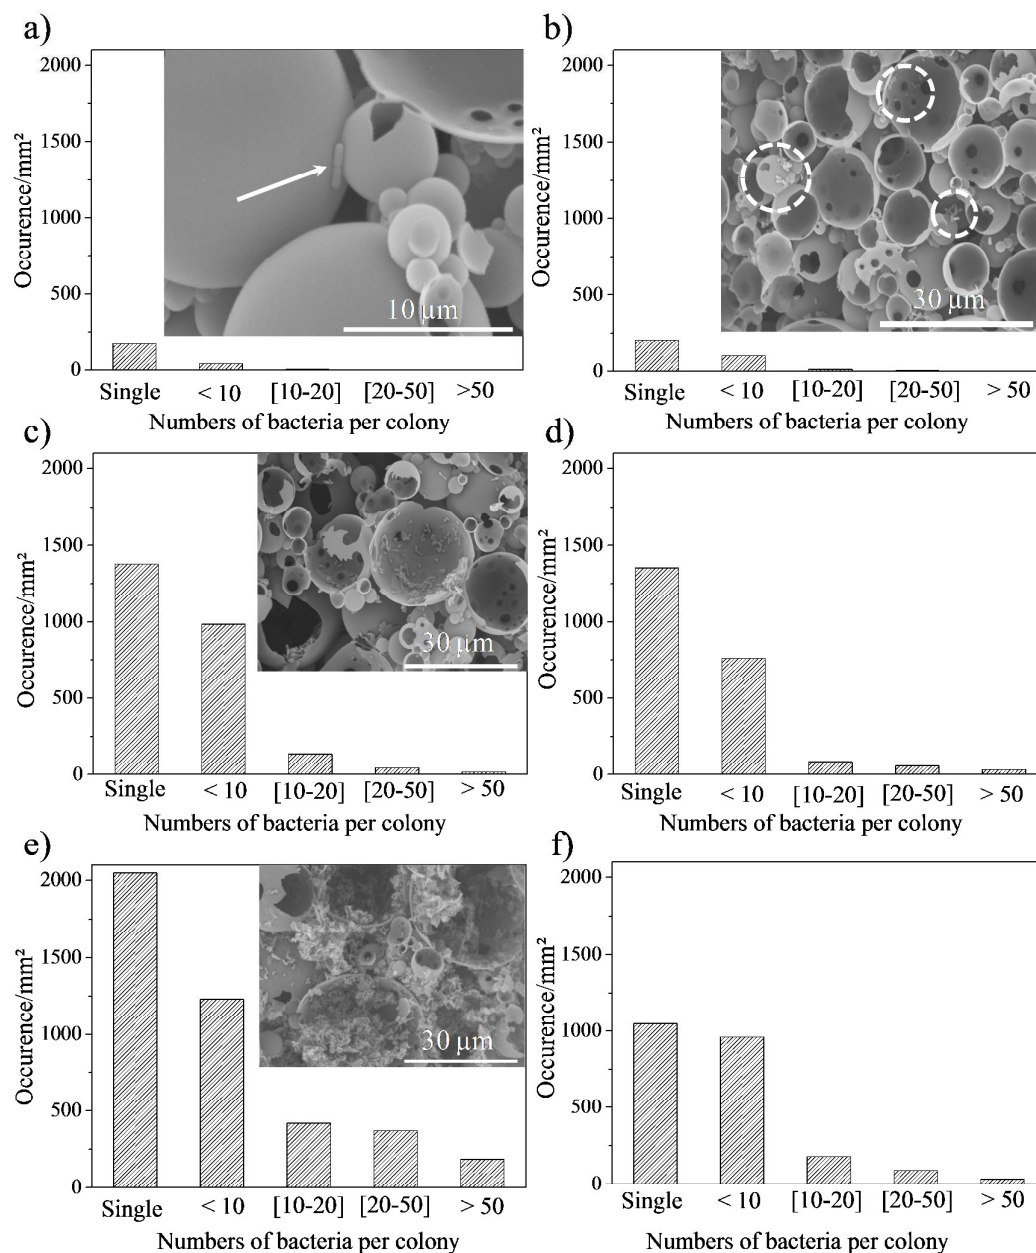 a)
2000
1500
1000
500
0
Occurence/mm²
10 µm
Single < 10 [10-20] [20-50] >50
Numbers of bacteria per colony
b)
2000
1500
1000
500
0
Occurence/mm²
30 µm
Single < 10 [10-20] [20-50] > 50
Numbers of bacteria per colony
c)
2000
1500
1000
500
0
Occurence/mm²
30 µm
Single < 10 [10-20] [20-50] > 50
Numbers of bacteria per colony
d)
2000
1500
1000
500
0
Occurence/mm²
Single < 10 [10-20] [20-50] > 50
Numbers of bacteria per colony
e)
2000
1500
1000
500
0
Occurence/mm²
30 µm
Single < 10 [10-20] [20-50] > 50
Numbers of bacteria per colony
f)
2000
1500
1000
500
0
Occurence/mm²
Single < 10 [10-20] [20-50] > 50
Numbers of bacteria per colony